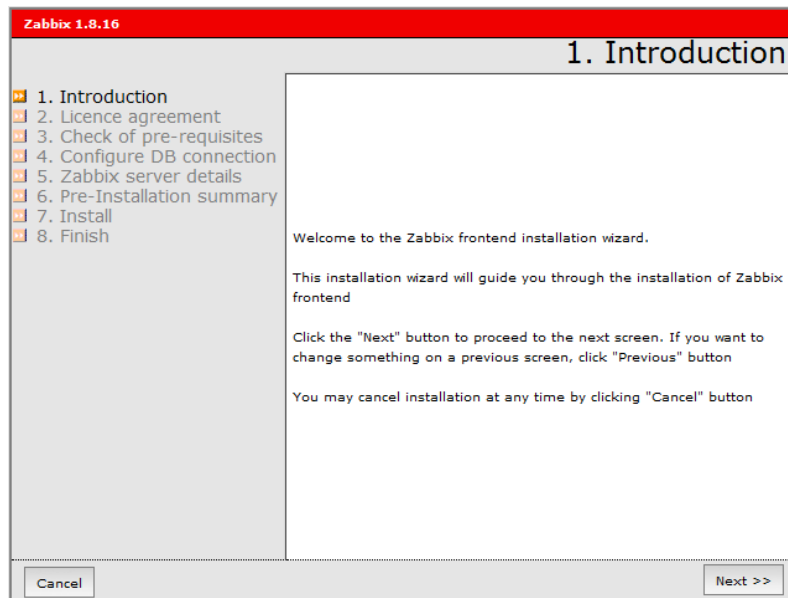 Zabbix 1.8.16
1. Introduction
1. Introduction
2. Licence agreement
3. Check of pre-requisites
4. Configure DB connection
5. Zabbix server details
6. Pre-Installation summary
7. Install
8. Finish
Welcome to the Zabbix frontend installation wizard.
This installation wizard will guide you through the installation of Zabbix
frontend
Click the "Next" button to proceed to the next screen. If you want to
change something on a previous screen, click "Previous" button
You may cancel installation at any time by clicking "Cancel" button
Cancel
Next >>